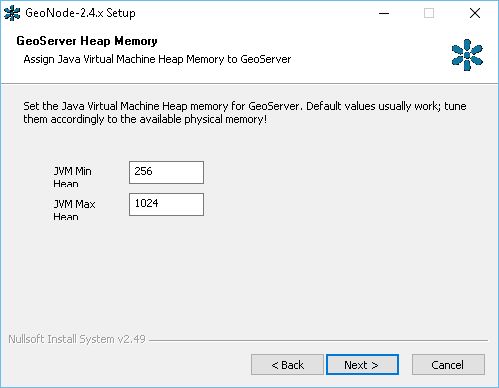 GeoNode-2.4.x Setup
GeoServer Heap Memory
Assign Java Virtual Machine Heap Memory to GeoServer
Set the Java Virtual Machine Heap memory for GeoServer. Default values usually work; tune
them accordingly to the available physical memory!
JVM Min
Heap
256
JVM Max
Heap
1024
Nullsoft Install System v2.49
< Back
Next >
Cancel